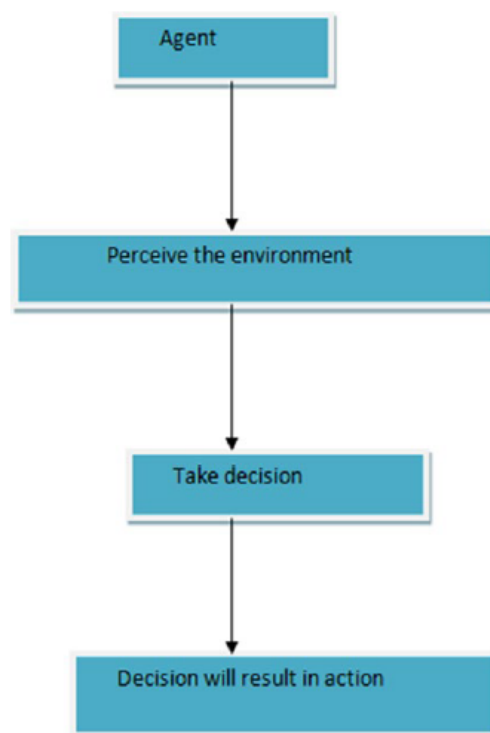 Agent
Perceive the environment
Take decision
Decision will result in action